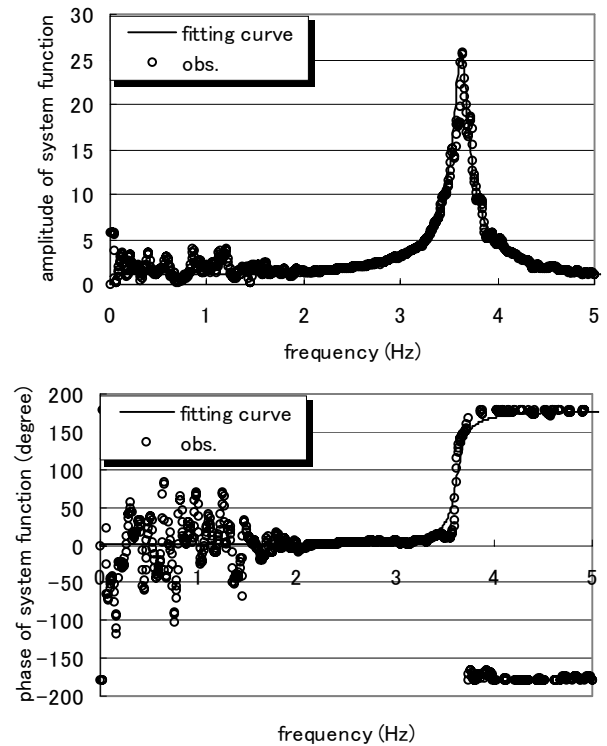 amplitude of system function
30
25
20
15
10
5
0
fitting curve
obs.
0 1 2 3 4 5
frequency (Hz)
phase of system function (degree)
200
150
100
50
0
−50
−100
−150
−200
fitting curve
obs.
0 1 2 3 4 5
frequency (Hz)